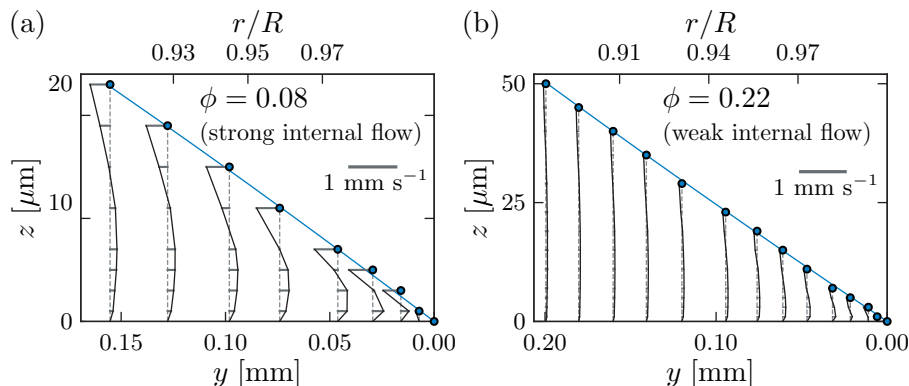 (a)
r/R
0.93 0.95 0.97
20
10
0
z [μm]
ϕ = 0.08
(strong internal flow)
1 mm s⁻¹
0.15 0.10 0.05 0.00
y [mm]
(b)
r/R
0.91 0.94 0.97
50
25
0
z [μm]
ϕ = 0.22
(weak internal flow)
1 mm s⁻¹
0.20 0.10 0.00
y [mm]